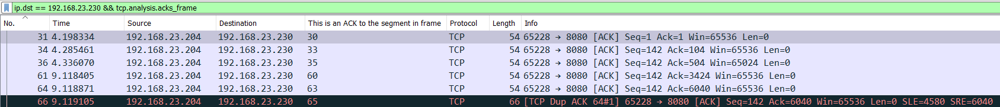 ip.dst == 192.168.23.230 && tcp.analysis.acks_frame
No. Time Source Destination This is an ACK to the segment in frame Protocol Length Info
31 4.198334 192.168.23.204 192.168.23.230 30 TCP 54 65228 → 8080 [ACK] Seq=1 Ack=1 Win=65536 Len=0
34 4.285461 192.168.23.204 192.168.23.230 33 TCP 54 65228 → 8080 [ACK] Seq=142 Ack=104 Win=65536 Len=0
36 4.336070 192.168.23.204 192.168.23.230 35 TCP 54 65228 → 8080 [ACK] Seq=142 Ack=504 Win=65024 Len=0
61 9.118405 192.168.23.204 192.168.23.230 60 TCP 54 65228 → 8080 [ACK] Seq=142 Ack=3424 Win=65536 Len=0
64 9.118871 192.168.23.204 192.168.23.230 63 TCP 54 65228 → 8080 [ACK] Seq=142 Ack=6040 Win=65536 Len=0
66 9.119105 192.168.23.204 192.168.23.230 65 TCP 66 [TCP Dup ACK 64#1] 65228 → 8080 [ACK] Seq=142 Ack=6040 Win=65536 Len=0 SLE=4580 SRE=6040